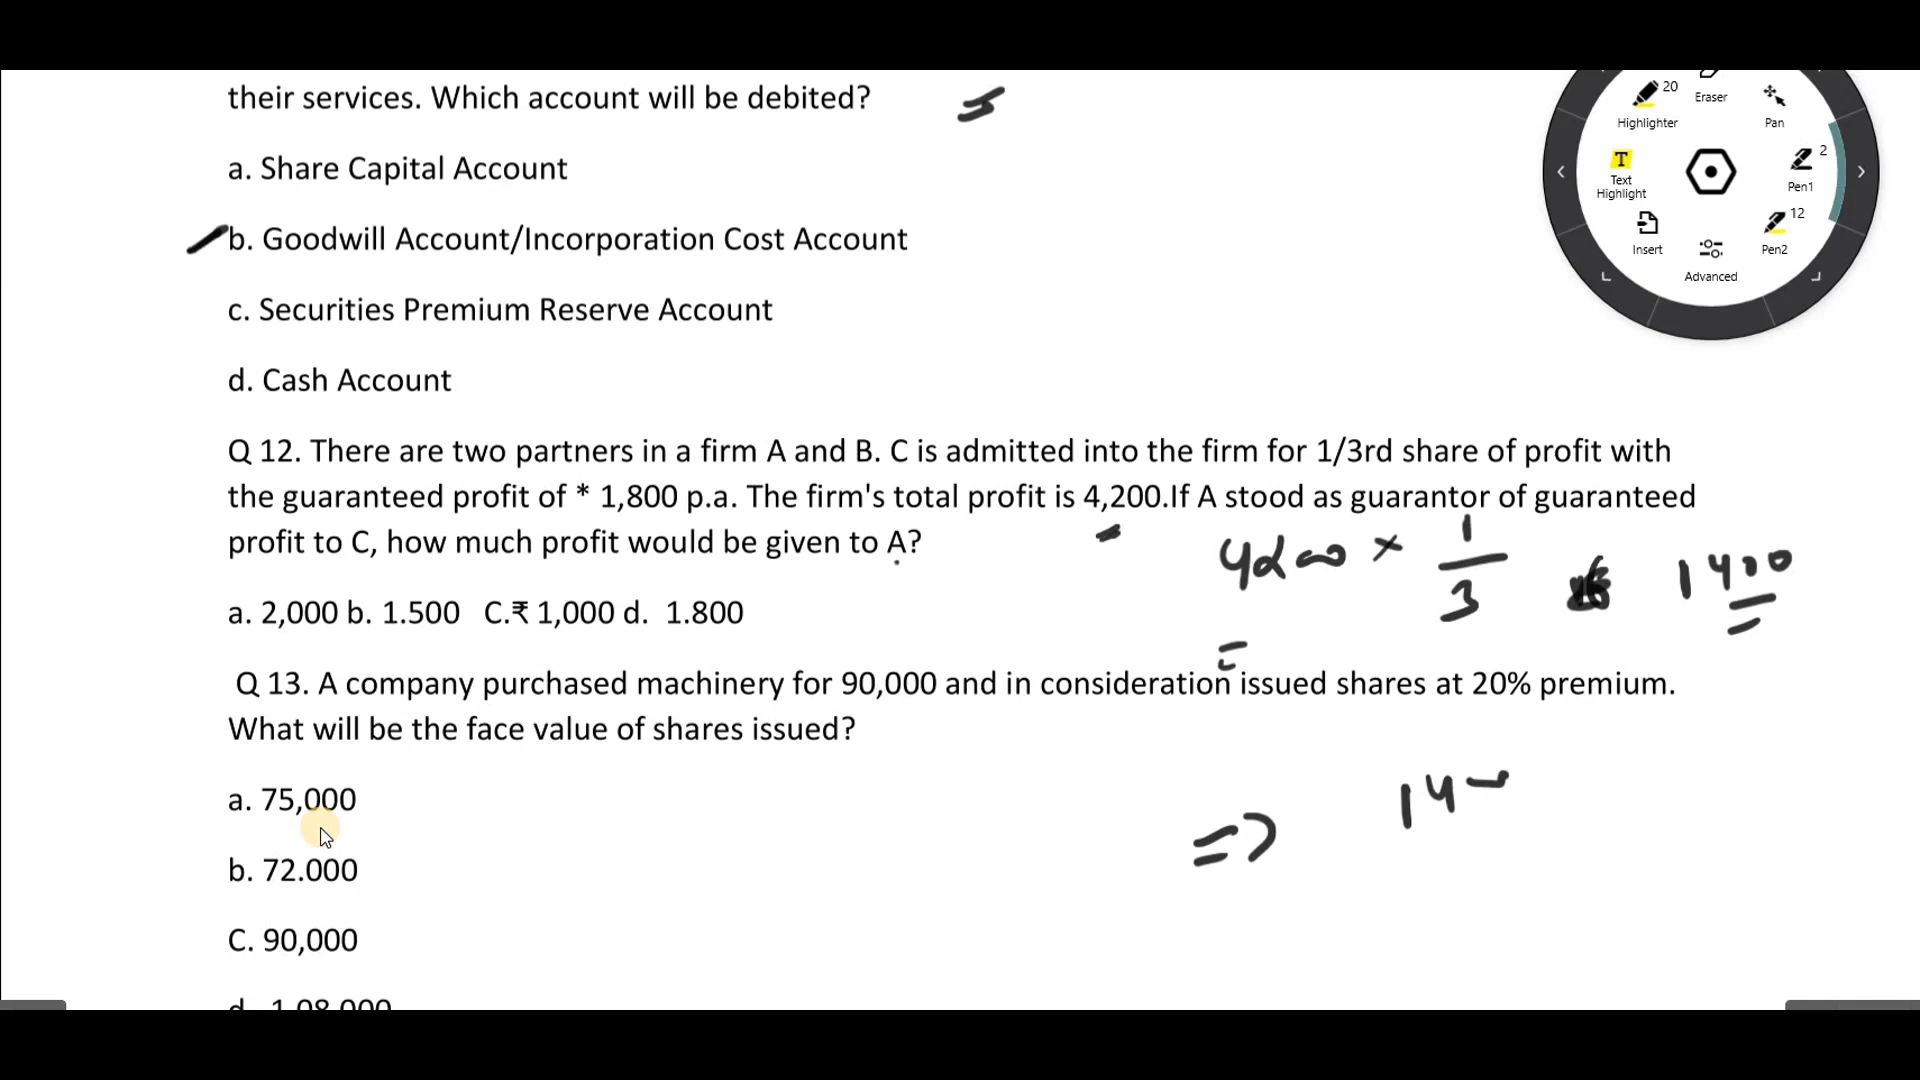 their services. Which account will be debited?
a. Share Capital Account
b. Goodwill Account/Incorporation Cost Account
c. Securities Premium Reserve Account
d. Cash Account
Q 12. There are two partners in a firm A and B. C is admitted into the firm for 1/3rd share of profit with
the guaranteed profit of * 1,800 p.a. The firm's total profit is 4,200.If A stood as guarantor of guaranteed
profit to C, how much profit would be given to A?
4200 × 1/3 1400
a. 2,000 b. 1.500 C.₹ 1,000 d. 1.800
Q 13. A company purchased machinery for 90,000 and in consideration issued shares at 20% premium.
What will be the face value of shares issued?
a. 75,000
b. 72.000
C. 90,000
d. 1,08,000
20
Highlighter
Eraser
Pan
T
Text
Highlight
2
Pen1
12
Pen2
Insert
Advanced